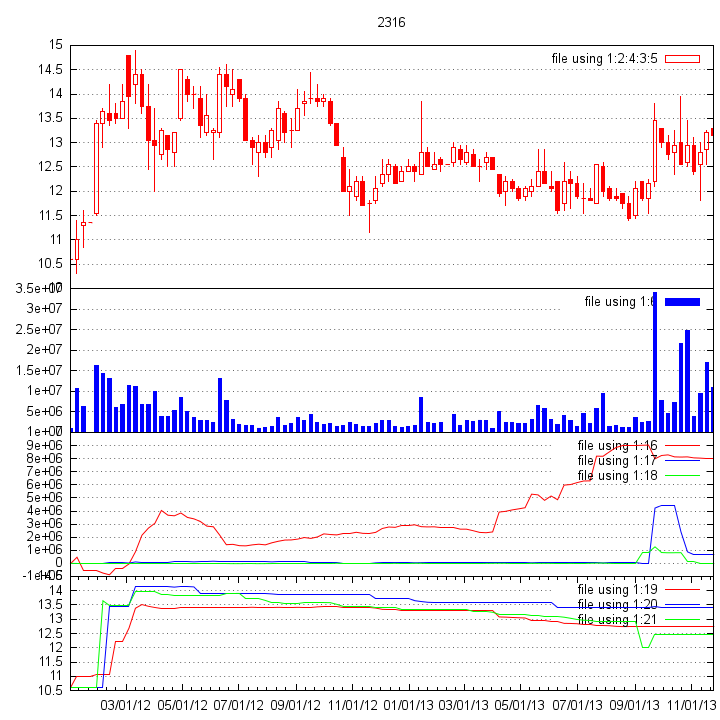 2316
15
file using 1:2:4:3:5
14.5
14
13.5
13
12.5
12
11.5
11
10.5
3.5e+07
file using 1:6
3e+07
2.5e+07
2e+07
1.5e+07
1e+07
5e+06
file using 1:16
9e+06
file using 1:17
8e+06
file using 1:18
7e+06
6e+06
5e+06
4e+06
3e+06
2e+06
1e+06
0
-1e+06
14
file using 1:19
13.5
file using 1:20
13
file using 1:21
12.5
12
11.5
11
10.5
03/01/12 05/01/12 07/01/12 09/01/12 11/01/12 01/01/13 03/01/13 05/01/13 07/01/13 09/01/13 11/01/13